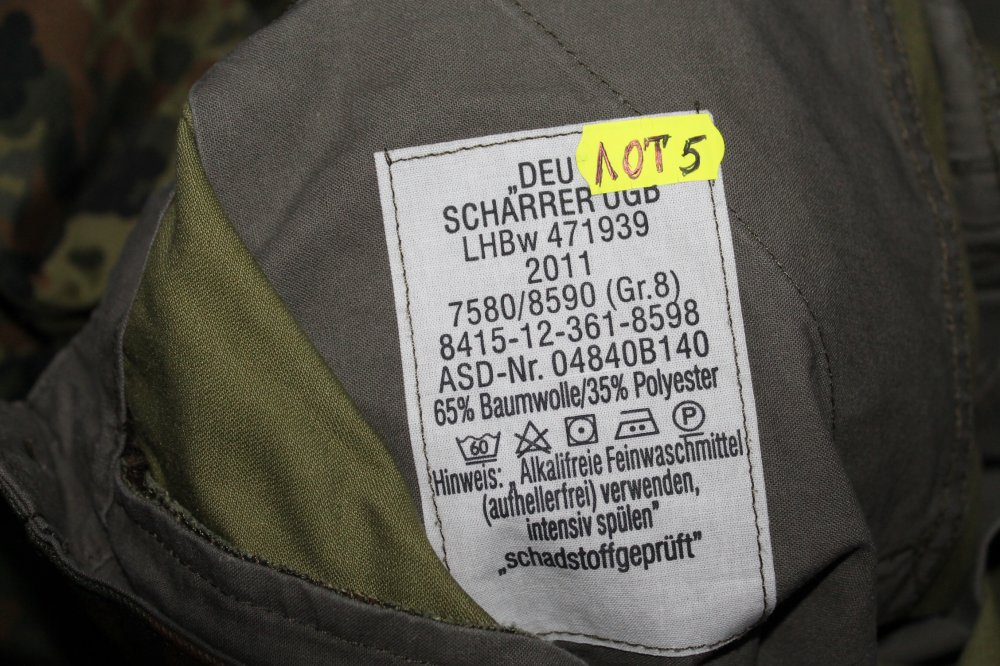 ЛОТ 5
„DEU
SCHÄRRER UGB
LHBw 471939
2011
7580/8590 (Gr.8)
8415-12-361-8598
ASD-Nr. 04840B140
65% Baumwolle/35% Polyester
60
P
Hinweis: „Alkalifreie Feinwaschmittel
(aufhellerfrei) verwenden,
intensiv spülen"
„schadstoffgeprüft"